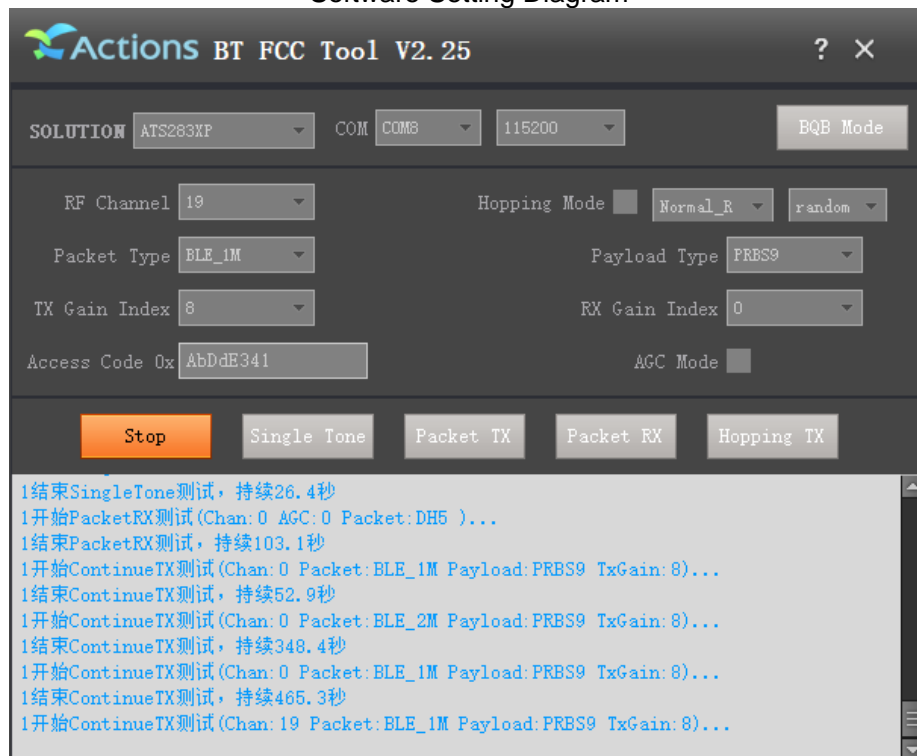 Software Setting Diagram
Actions BT FCC Tool V2.25 ? ×
SOLUTION ATS283XP COM COM8 115200 BQB Mode
RF Channel 19 Hopping Mode Normal_R random
Packet Type BLE_1M Payload Type PRBS9
TX Gain Index 8 RX Gain Index 0
Access Code 0x AbDdE341 AGC Mode
Stop Single Tone Packet TX Packet RX Hopping TX
1结束SingleTone测试，持续26.4秒
1开始PacketRX测试(Chan:0 AGC:0 Packet:DH5 )...
1结束PacketRX测试，持续103.1秒
1开始ContinueTX测试(Chan:0 Packet:BLE_1M Payload:PRBS9 TxGain:8)...
1结束ContinueTX测试，持续52.9秒
1开始ContinueTX测试(Chan:0 Packet:BLE_2M Payload:PRBS9 TxGain:8)...
1结束ContinueTX测试，持续348.4秒
1开始ContinueTX测试(Chan:0 Packet:BLE_1M Payload:PRBS9 TxGain:8)...
1结束ContinueTX测试，持续465.3秒
1开始ContinueTX测试(Chan:19 Packet:BLE_1M Payload:PRBS9 TxGain:8)...